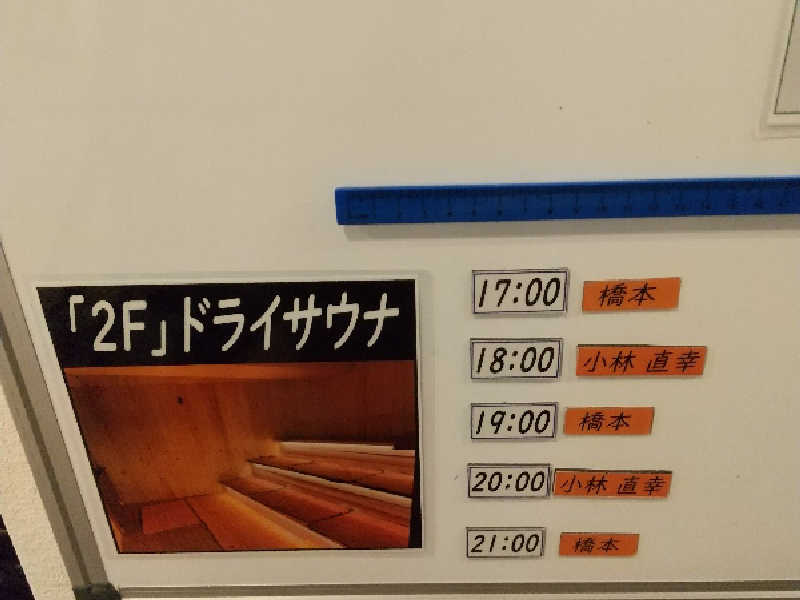 「2F」ドライサウナ
17:00 橋本
18:00 小林 直幸
19:00 橋本
20:00 小林 直幸
21:00 橋本